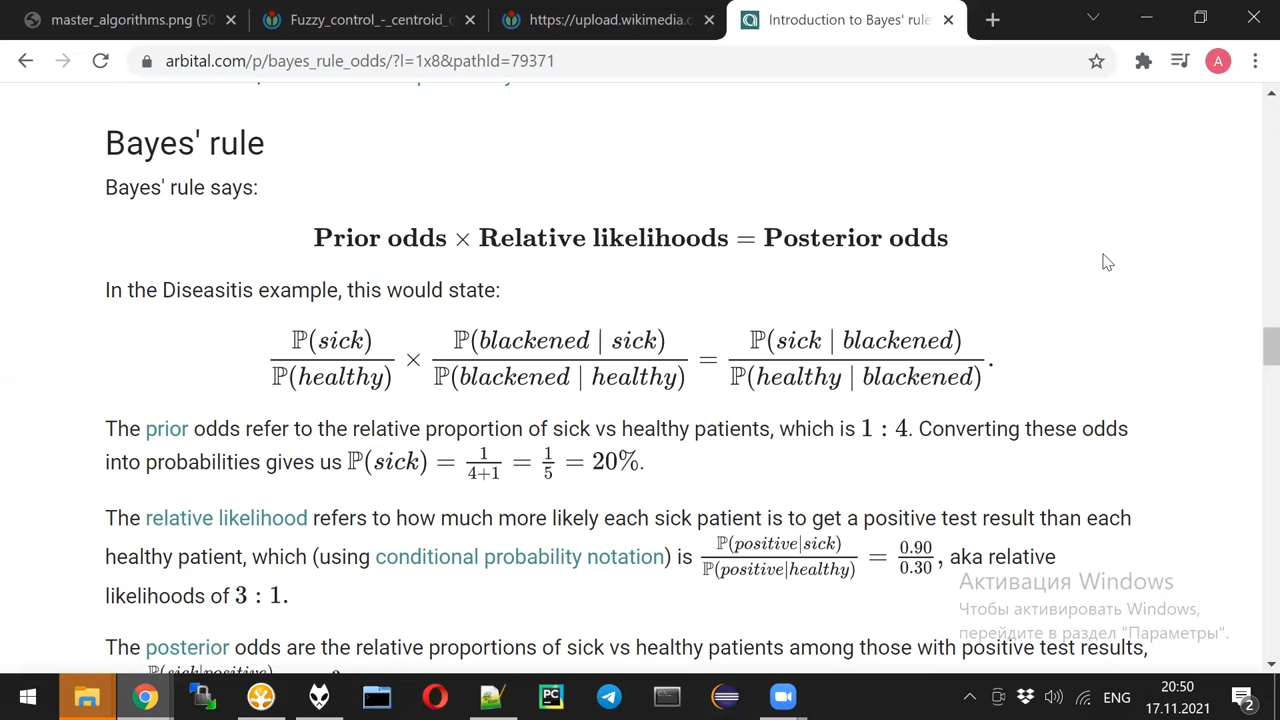 master_algorithms.png (50
Fuzzy_control_-_centroid_c
https://upload.wikimedia.c
Introduction to Bayes' rule
arbital.com/p/bayes_rule_odds/?l=1x8&pathId=79371
A
Bayes' rule
Bayes' rule says:
Prior odds × Relative likelihoods = Posterior odds
In the Diseasitis example, this would state:
ℙ(sick) / ℙ(healthy) × ℙ(blackened | sick) / ℙ(blackened | healthy) = ℙ(sick | blackened) / ℙ(healthy | blackened).
The prior odds refer to the relative proportion of sick vs healthy patients, which is 1 : 4. Converting these odds
into probabilities gives us ℙ(sick) = 1/(4+1) = 1/5 = 20%.
The relative likelihood refers to how much more likely each sick patient is to get a positive test result than each
healthy patient, which (using conditional probability notation) is ℙ(positive|sick) / ℙ(positive|healthy) = 0.90/0.30, aka relative
likelihoods of 3 : 1.
Активация Windows
Чтобы активировать Windows,
перейдите в раздел "Параметры".
The posterior odds are the relative proportions of sick vs healthy patients among those with positive test results,
PC
ENG
20:50
17.11.2021
2